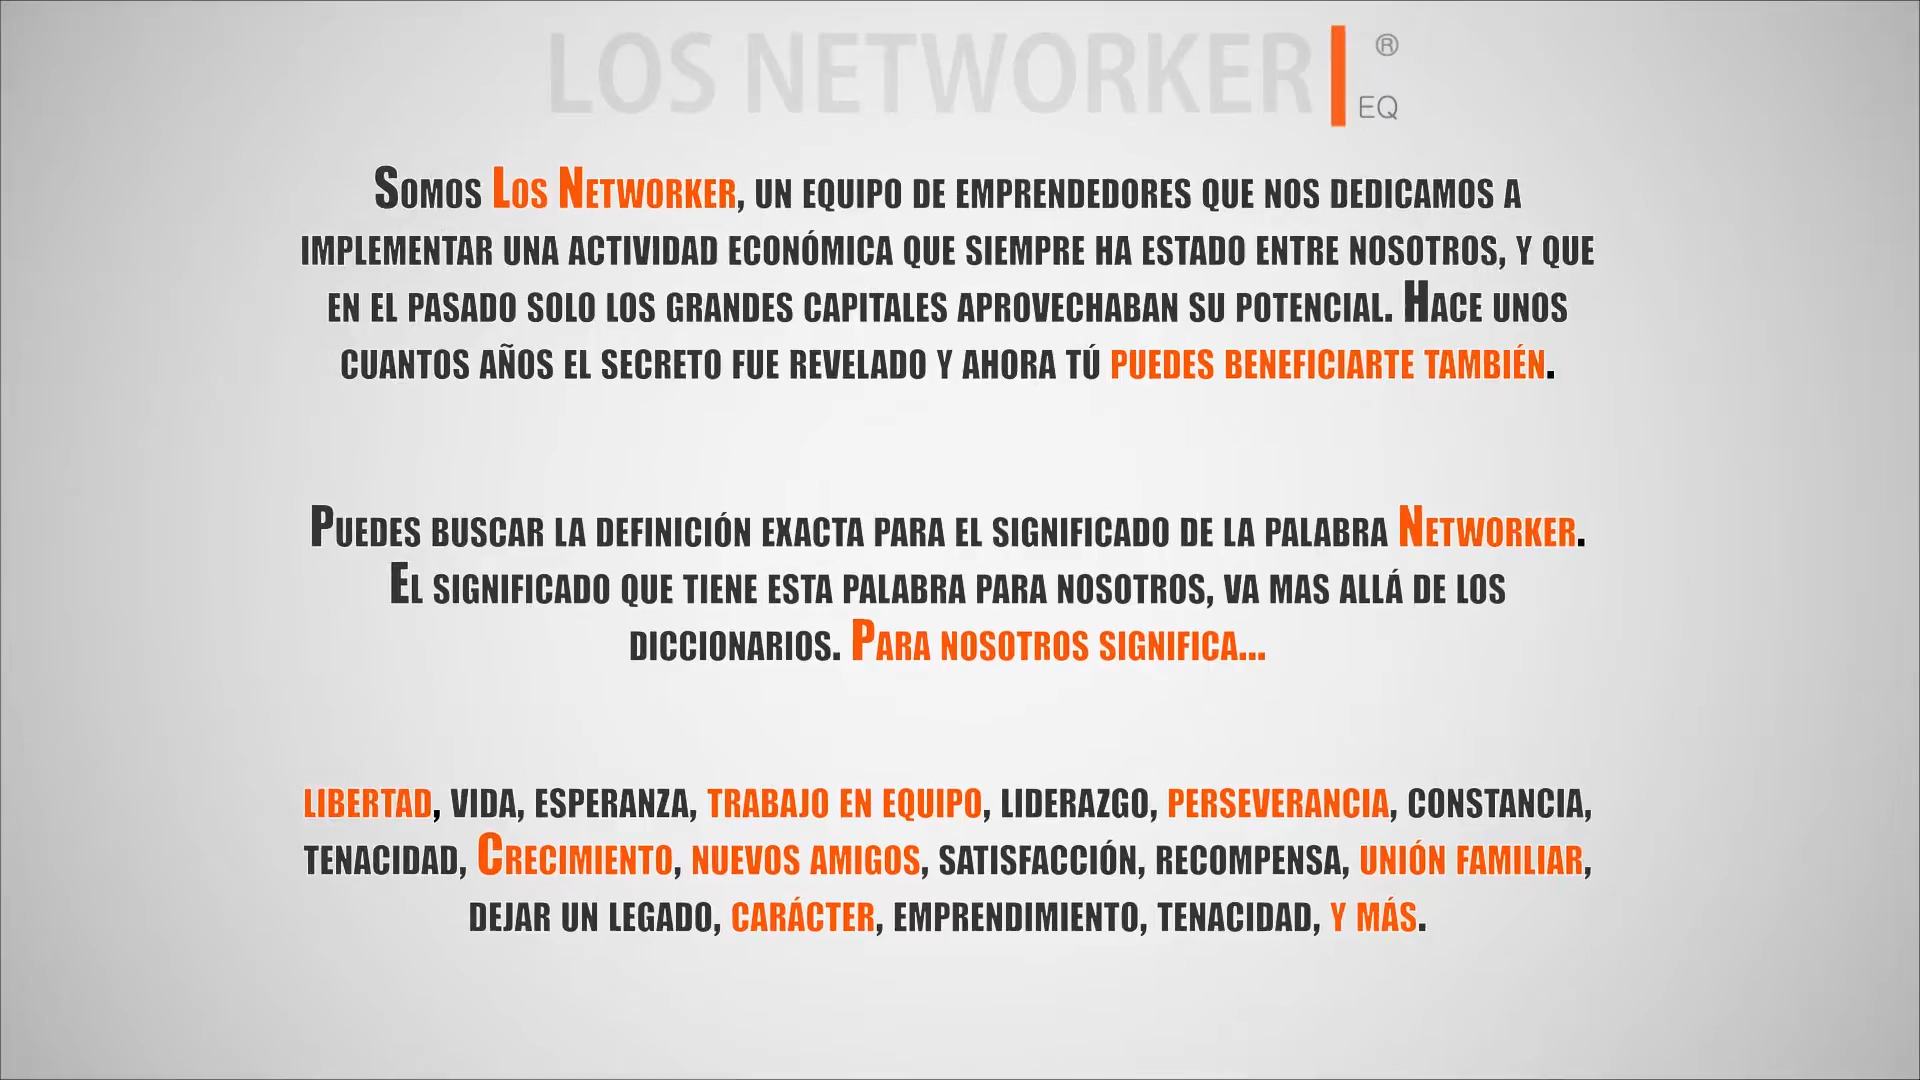 LOS NETWORKER ®
EQ
Somos Los Networker, un equipo de emprendedores que nos dedicamos a
implementar una actividad económica que siempre ha estado entre nosotros, y que
en el pasado solo los grandes capitales aprovechaban su potencial. Hace unos
cuantos años el secreto fue revelado y ahora tú puedes beneficiarte también.
Puedes buscar la definición exacta para el significado de la palabra Networker.
El significado que tiene esta palabra para nosotros, va mas allá de los
diccionarios. Para nosotros significa...
libertad, vida, esperanza, trabajo en equipo, liderazgo, perseverancia, constancia,
tenacidad, Crecimiento, nuevos amigos, satisfacción, recompensa, unión familiar,
dejar un legado, carácter, emprendimiento, tenacidad, y más.